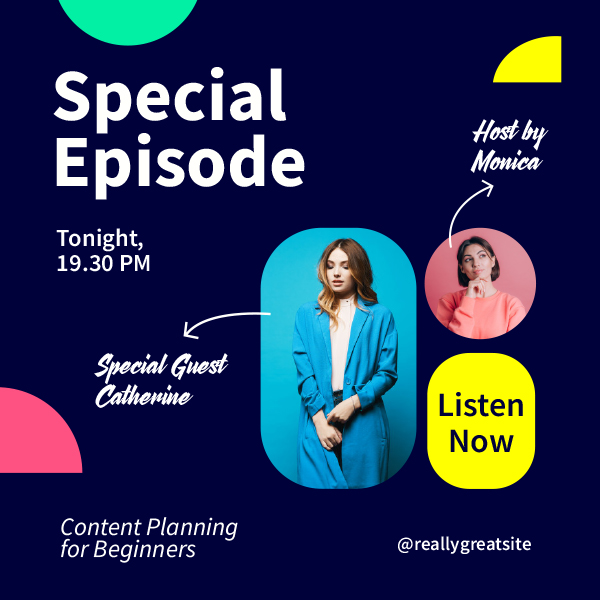 Special
Episode
Host by
Monica
Tonight,
19.30 PM
Special Guest
Catherine
Listen
Now
Content Planning
for Beginners
@reallygreatsite